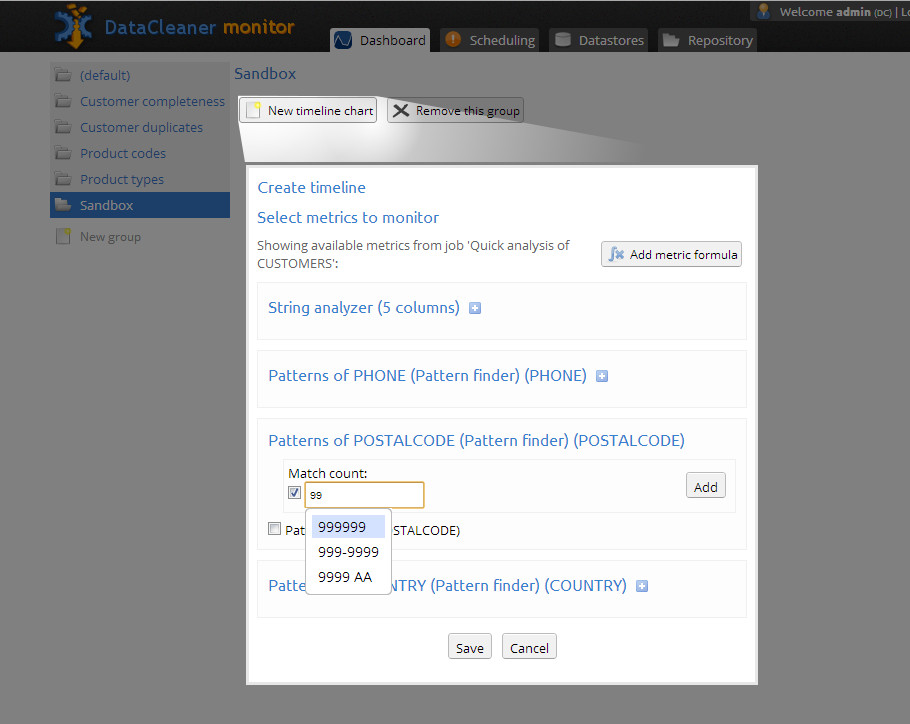 DataCleaner monitor
Welcome admin (DC) |
Dashboard
Scheduling
Datastores
Repository
(default)
Customer completeness
Customer duplicates
Product codes
Product types
Sandbox
New group
Sandbox
New timeline chart
Remove this group
Create timeline
Select metrics to monitor
Showing available metrics from job 'Quick analysis of
CUSTOMERS':
Add metric formula
String analyzer (5 columns)
Patterns of PHONE (Pattern finder) (PHONE)
Patterns of POSTALCODE (Pattern finder) (POSTALCODE)
Match count:
99
Add
999999
999-9999
9999 AA
Pat STALCODE)
Patte NTRY (Pattern finder) (COUNTRY)
Save
Cancel